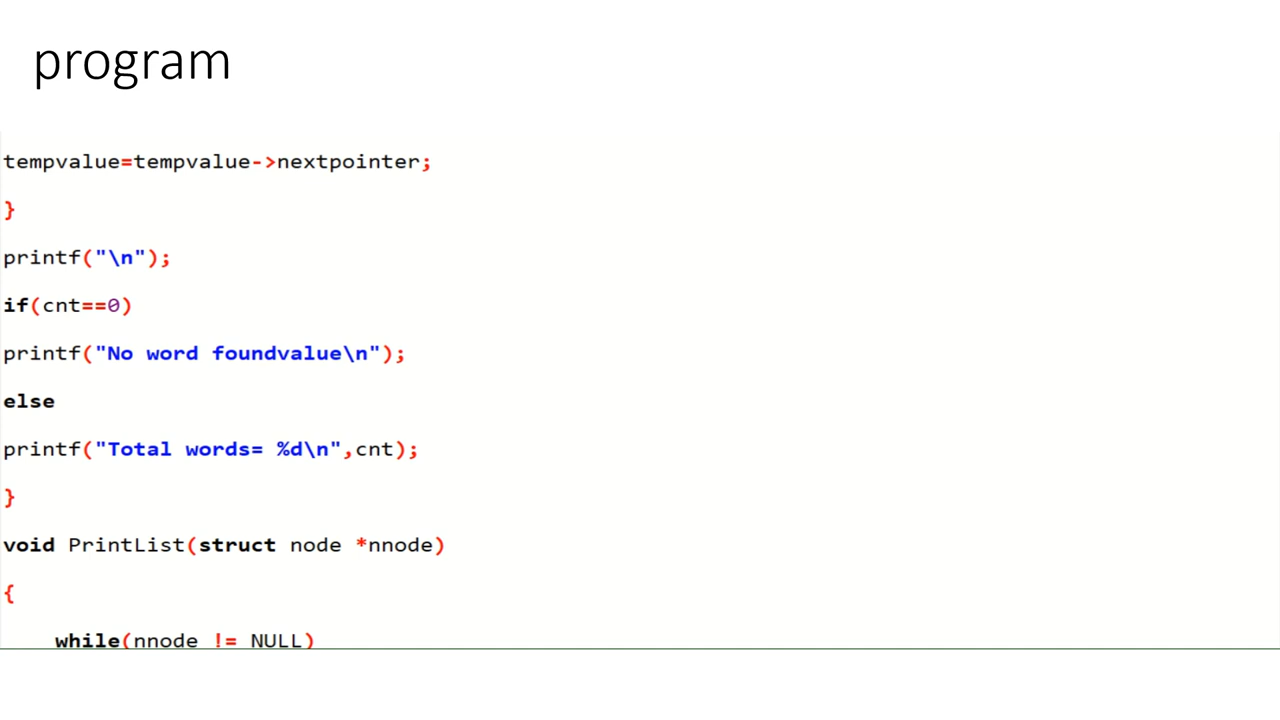 program
tempvalue=tempvalue->nextpointer;
}
printf("\n");
if(cnt==0)
printf("No word foundvalue\n");
else
printf("Total words= %d\n",cnt);
}
void PrintList(struct node *nnode)
{
while(nnode != NULL)